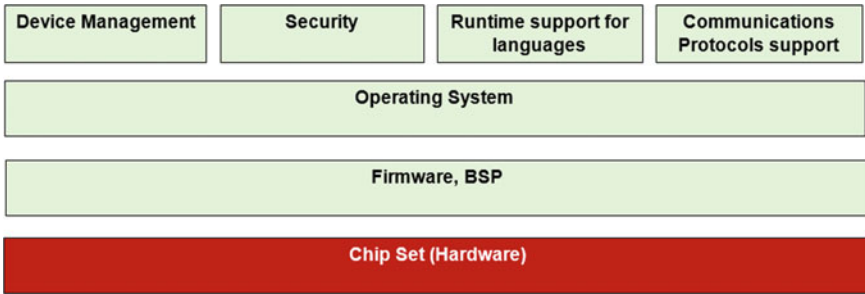 Device Management
Security
Runtime support for
languages
Communications
Protocols support
Operating System
Firmware, BSP
Chip Set (Hardware)